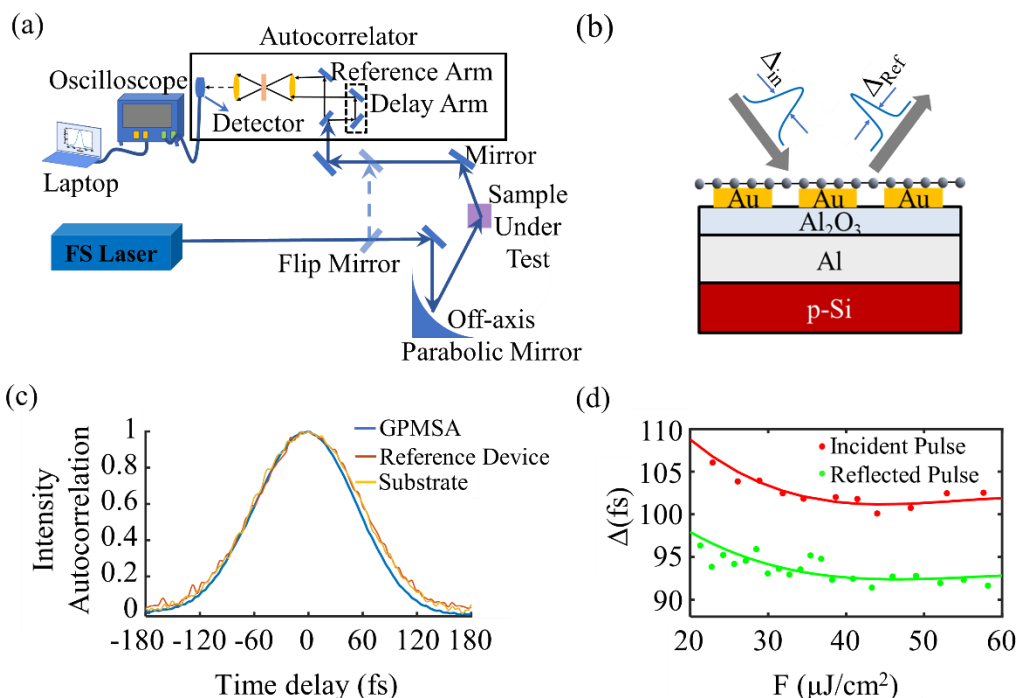 (a)
Autocorrelator
Oscilloscope
Reference Arm
Delay Arm
Detector
Laptop
Mirror
Sample
Under
Test
FS Laser
Flip Mirror
Off-axis
Parabolic Mirror
(b)
Δin
ΔRef
Au
Au
Au
Al2O3
Al
p-Si
(c)
Intensity
Autocorrelation
1
0.8
0.6
0.4
0.2
0
-180 -120 -60 0 60 120 180
Time delay (fs)
GPMSA
Reference Device
Substrate
(d)
Δ(fs)
110
105
100
95
90
20 30 40 50 60
F (μJ/cm²)
Incident Pulse
Reflected Pulse